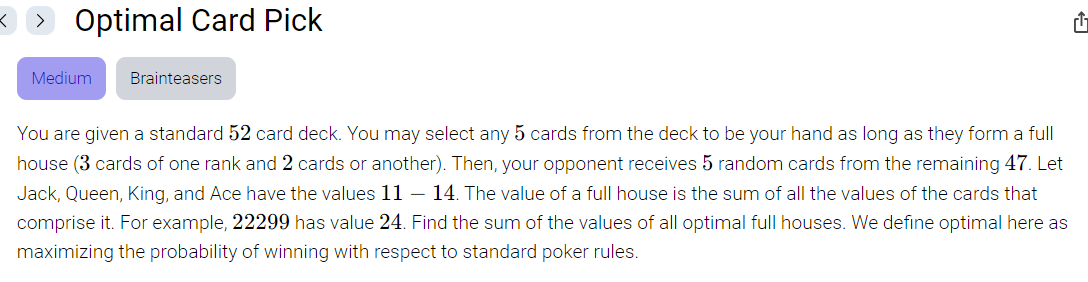 Optimal Card Pick
Medium Brainteasers
You are given a standard 52 card deck. You may select any 5 cards from the deck to be your hand as long as they form a full
house (3 cards of one rank and 2 cards or another). Then, your opponent receives 5 random cards from the remaining 47. Let
Jack, Queen, King, and Ace have the values 11 – 14. The value of a full house is the sum of all the values of the cards that
comprise it. For example, 22299 has value 24. Find the sum of the values of all optimal full houses. We define optimal here as
maximizing the probability of winning with respect to standard poker rules.